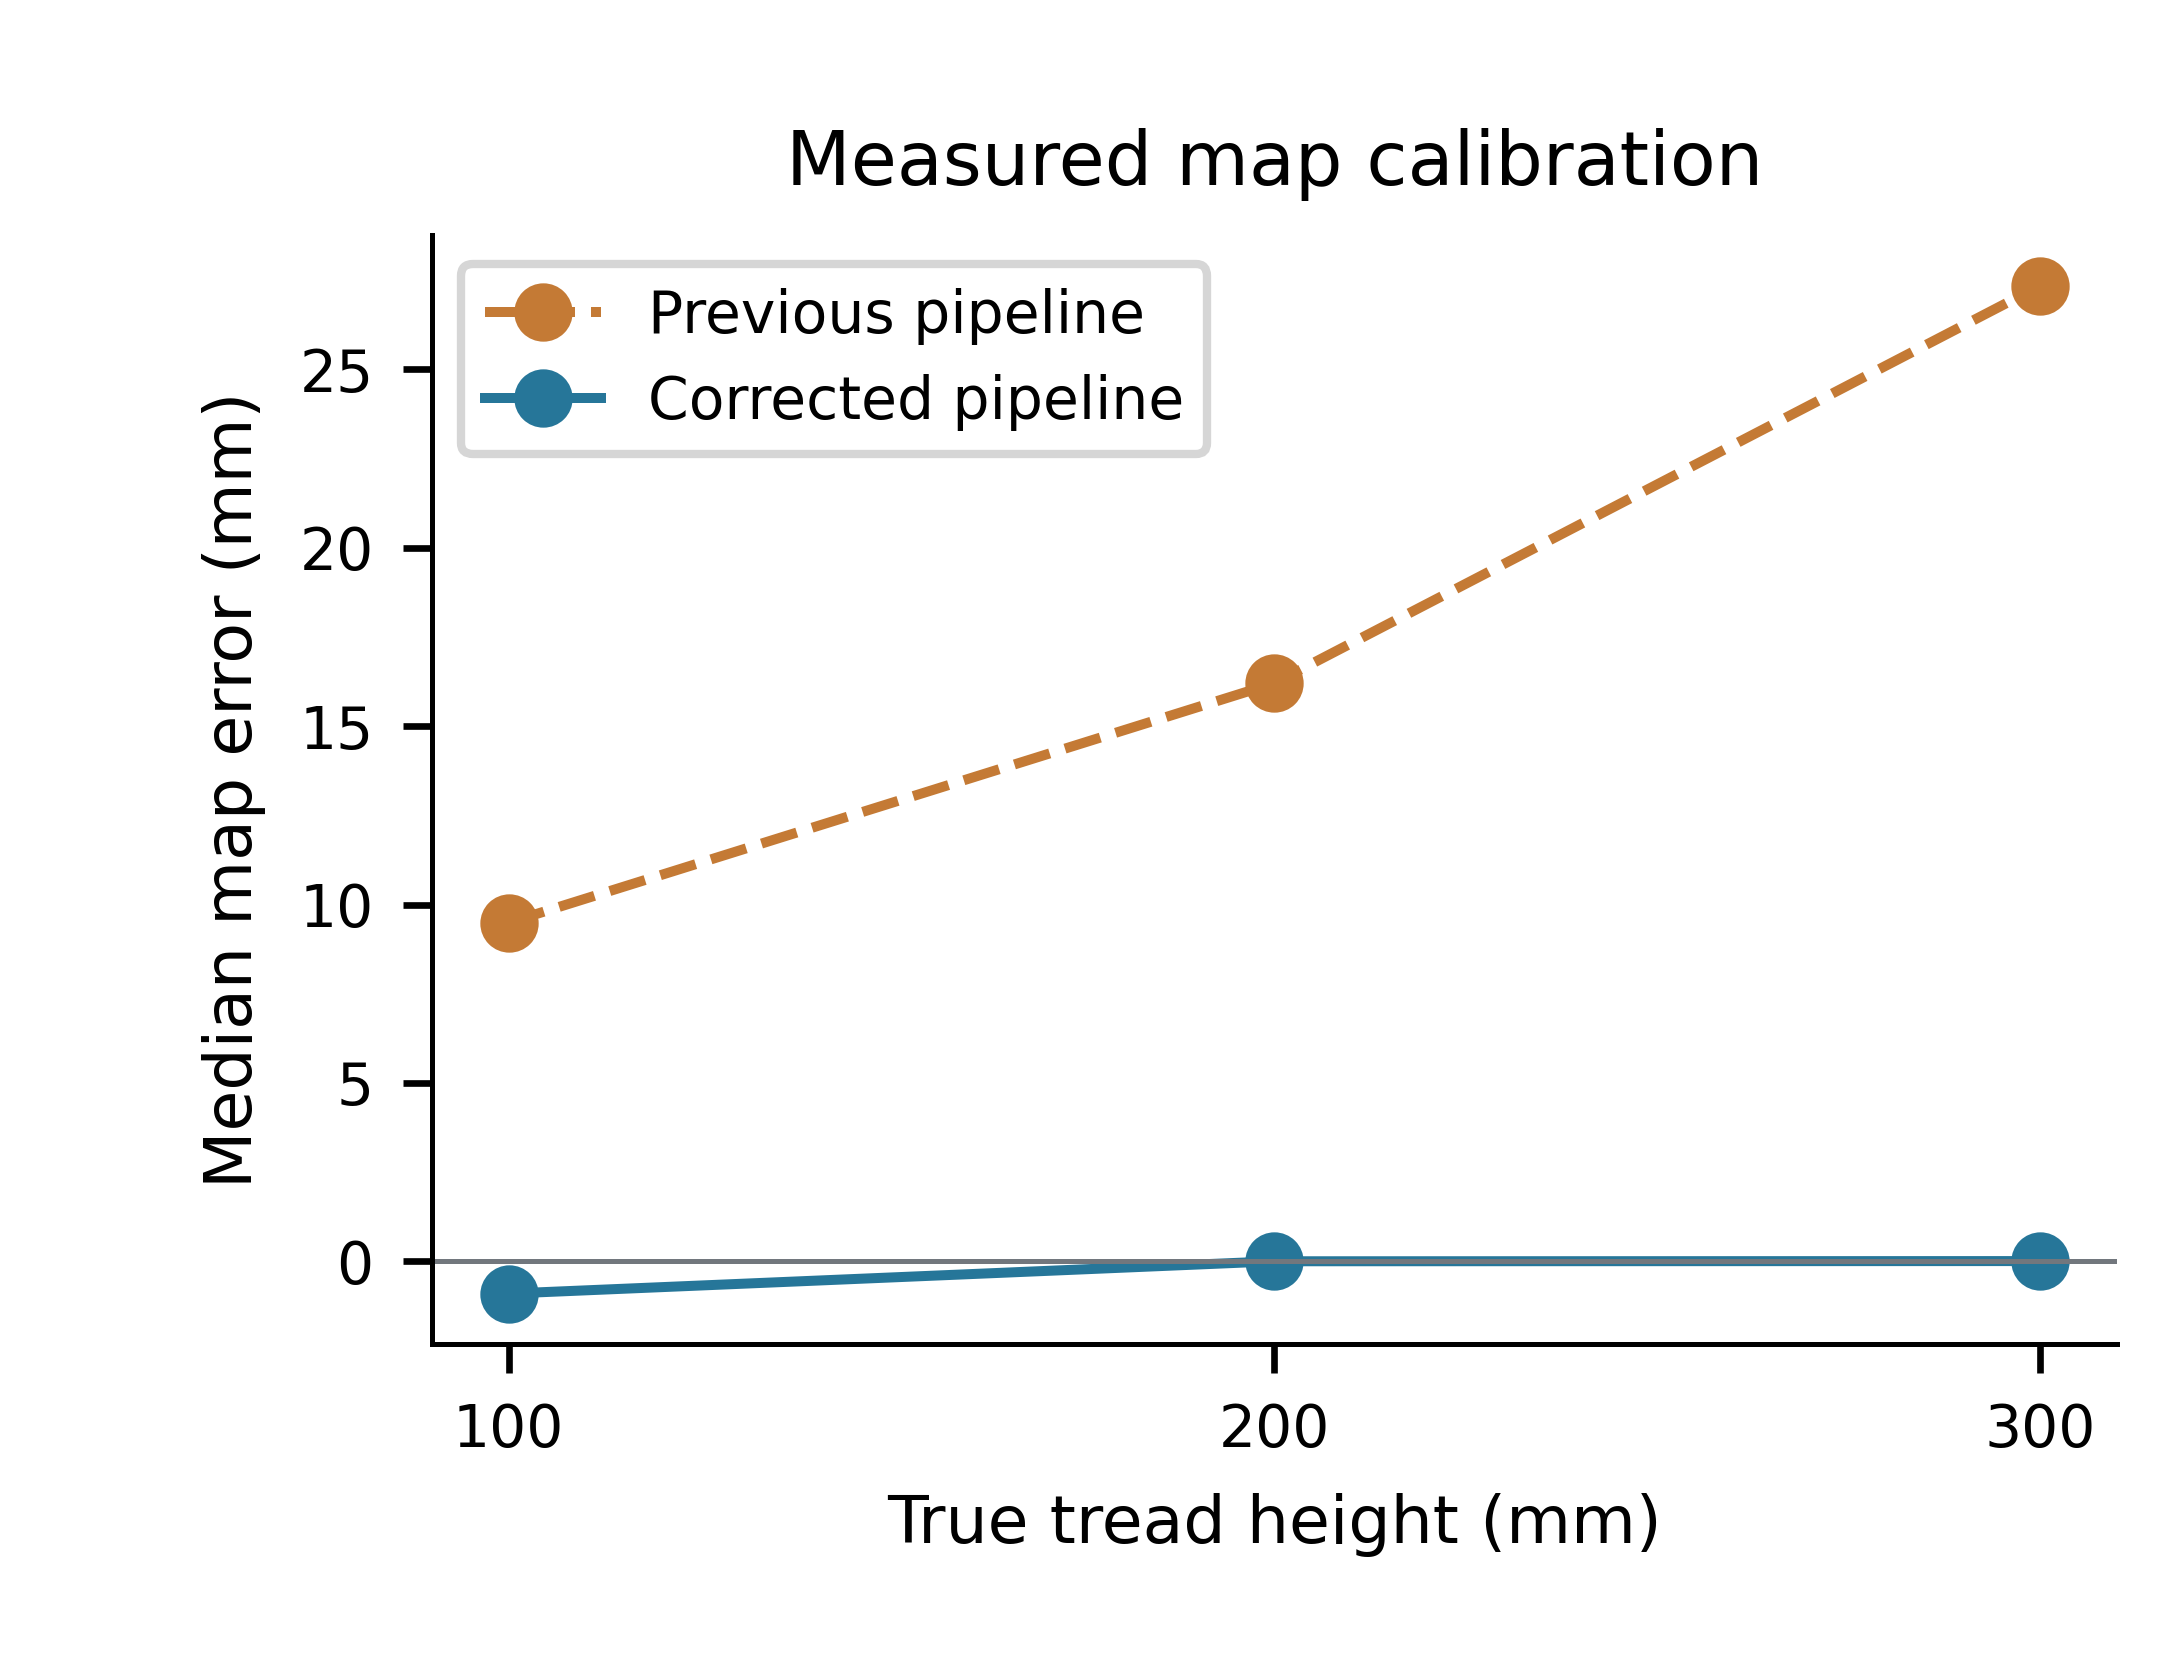 Measured map calibration
Previous pipeline
Corrected pipeline
Median map error (mm)
25
20
15
10
5
0
100 200 300
True tread height (mm)